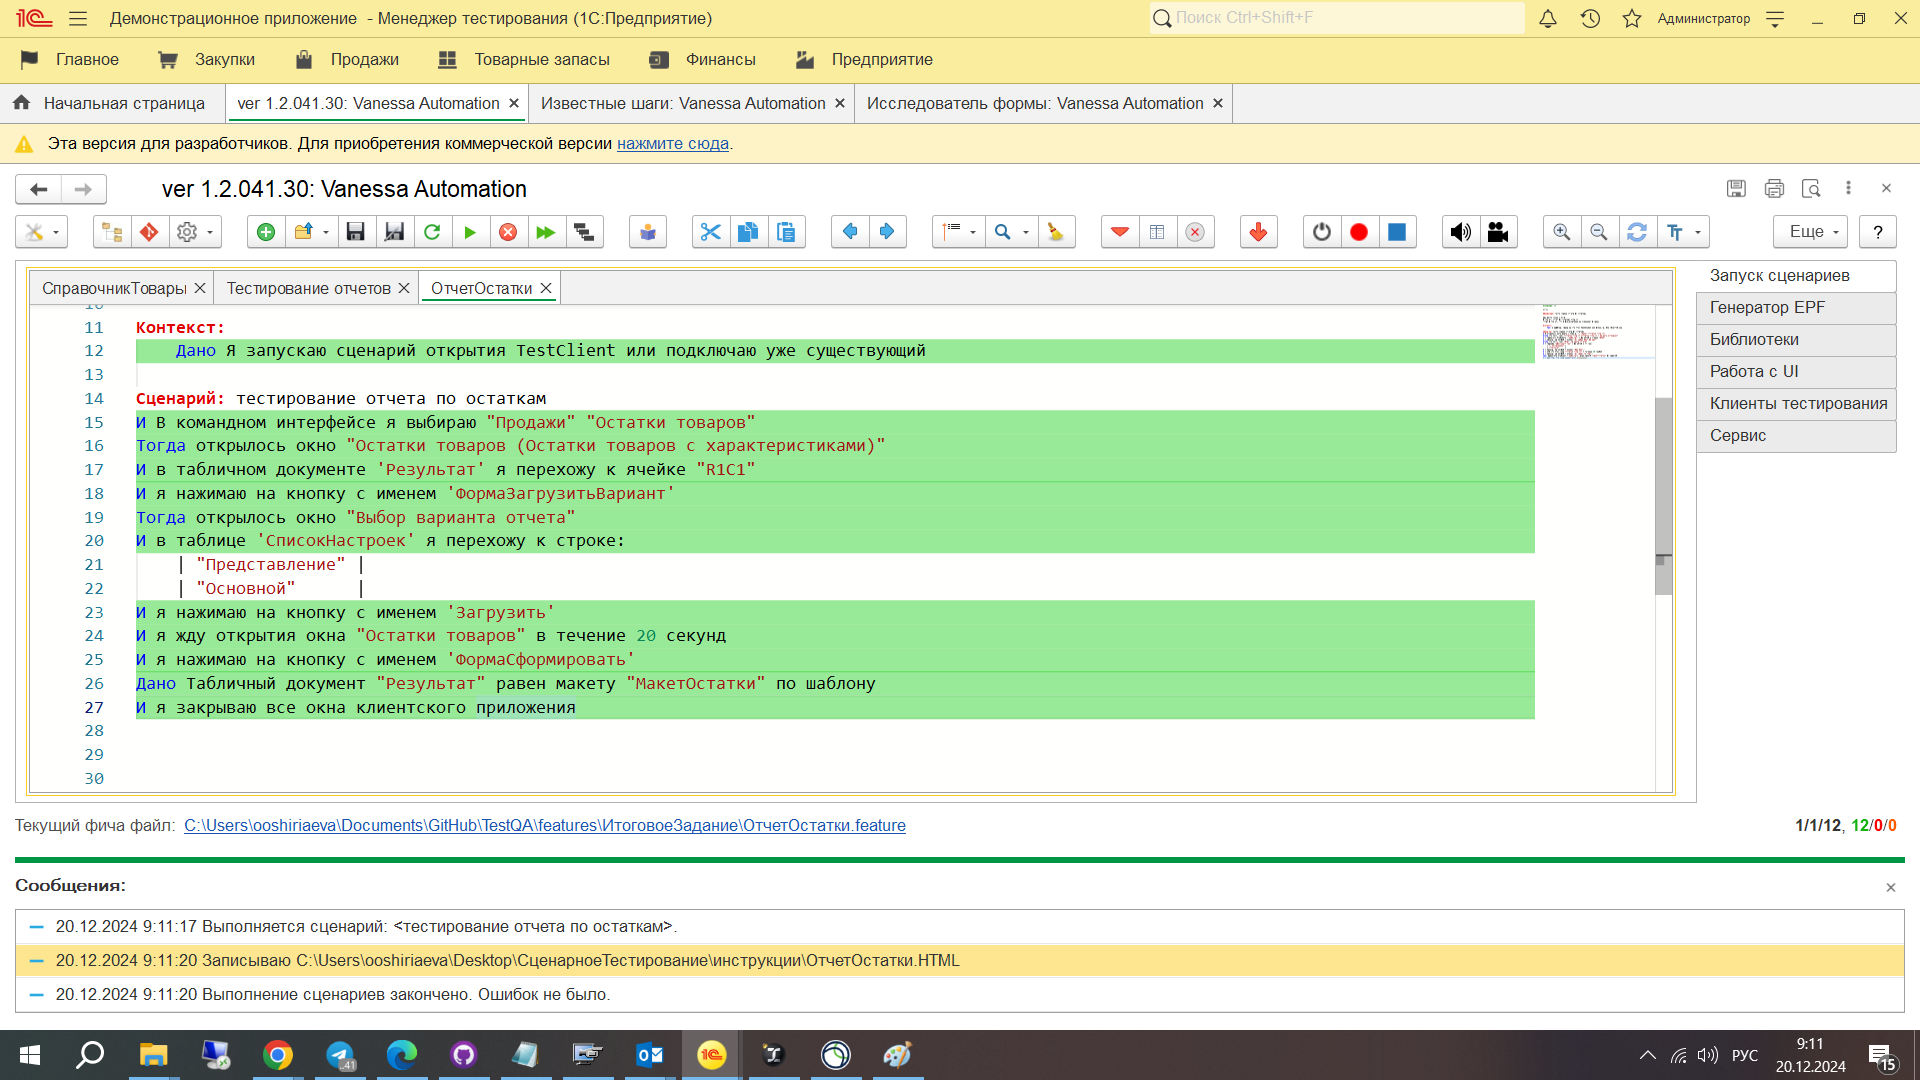 Демонстрационное приложение - Менеджер тестирования (1С:Предприятие)
Поиск Ctrl+Shift+F
Администратор
Главное
Закупки
Продажи
Товарные запасы
Финансы
Предприятие
Начальная страница
ver 1.2.041.30: Vanessa Automation
Известные шаги: Vanessa Automation
Исследователь формы: Vanessa Automation
Эта версия для разработчиков. Для приобретения коммерческой версии нажмите сюда.
ver 1.2.041.30: Vanessa Automation
Еще
?
СправочникТовары
Тестирование отчетов
ОтчетОстатки
Запуск сценариев
Генератор EPF
Библиотеки
Работа с UI
Клиенты тестирования
Сервис
10
11 Контекст:
12 Дано Я запускаю сценарий открытия TestClient или подключаю уже существующий
13
14 Сценарий: тестирование отчета по остаткам
15 И В командном интерфейсе я выбираю "Продажи" "Остатки товаров"
16 Тогда открылось окно "Остатки товаров (Остатки товаров с характеристиками)"
17 И в табличном документе 'Результат' я перехожу к ячейке "R1C1"
18 И я нажимаю на кнопку с именем 'ФормаЗагрузитьВариант'
19 Тогда открылось окно "Выбор варианта отчета"
20 И в таблице 'СписокНастроек' я перехожу к строке:
21 | "Представление" |
22 | "Основной" |
23 И я нажимаю на кнопку с именем 'Загрузить'
24 И я жду открытия окна "Остатки товаров" в течение 20 секунд
25 И я нажимаю на кнопку с именем 'ФормаСформировать'
26 Дано Табличный документ "Результат" равен макету "МакетОстатки" по шаблону
27 И я закрываю все окна клиентского приложения
28
29
30
Текущий фича файл: C:\Users\ooshiriaeva\Documents\GitHub\TestQA\features\ИтоговоеЗадание\ОтчетОстатки.feature
1/1/12, 12/0/0
Сообщения:
20.12.2024 9:11:17 Выполняется сценарий: <тестирование отчета по остаткам>.
20.12.2024 9:11:20 Записываю C:\Users\ooshiriaeva\Desktop\СценарноеТестирование\инструкции\ОтчетОстатки.HTML
20.12.2024 9:11:20 Выполнение сценариев закончено. Ошибок не было.
41
РУС
9:11
20.12.2024
15